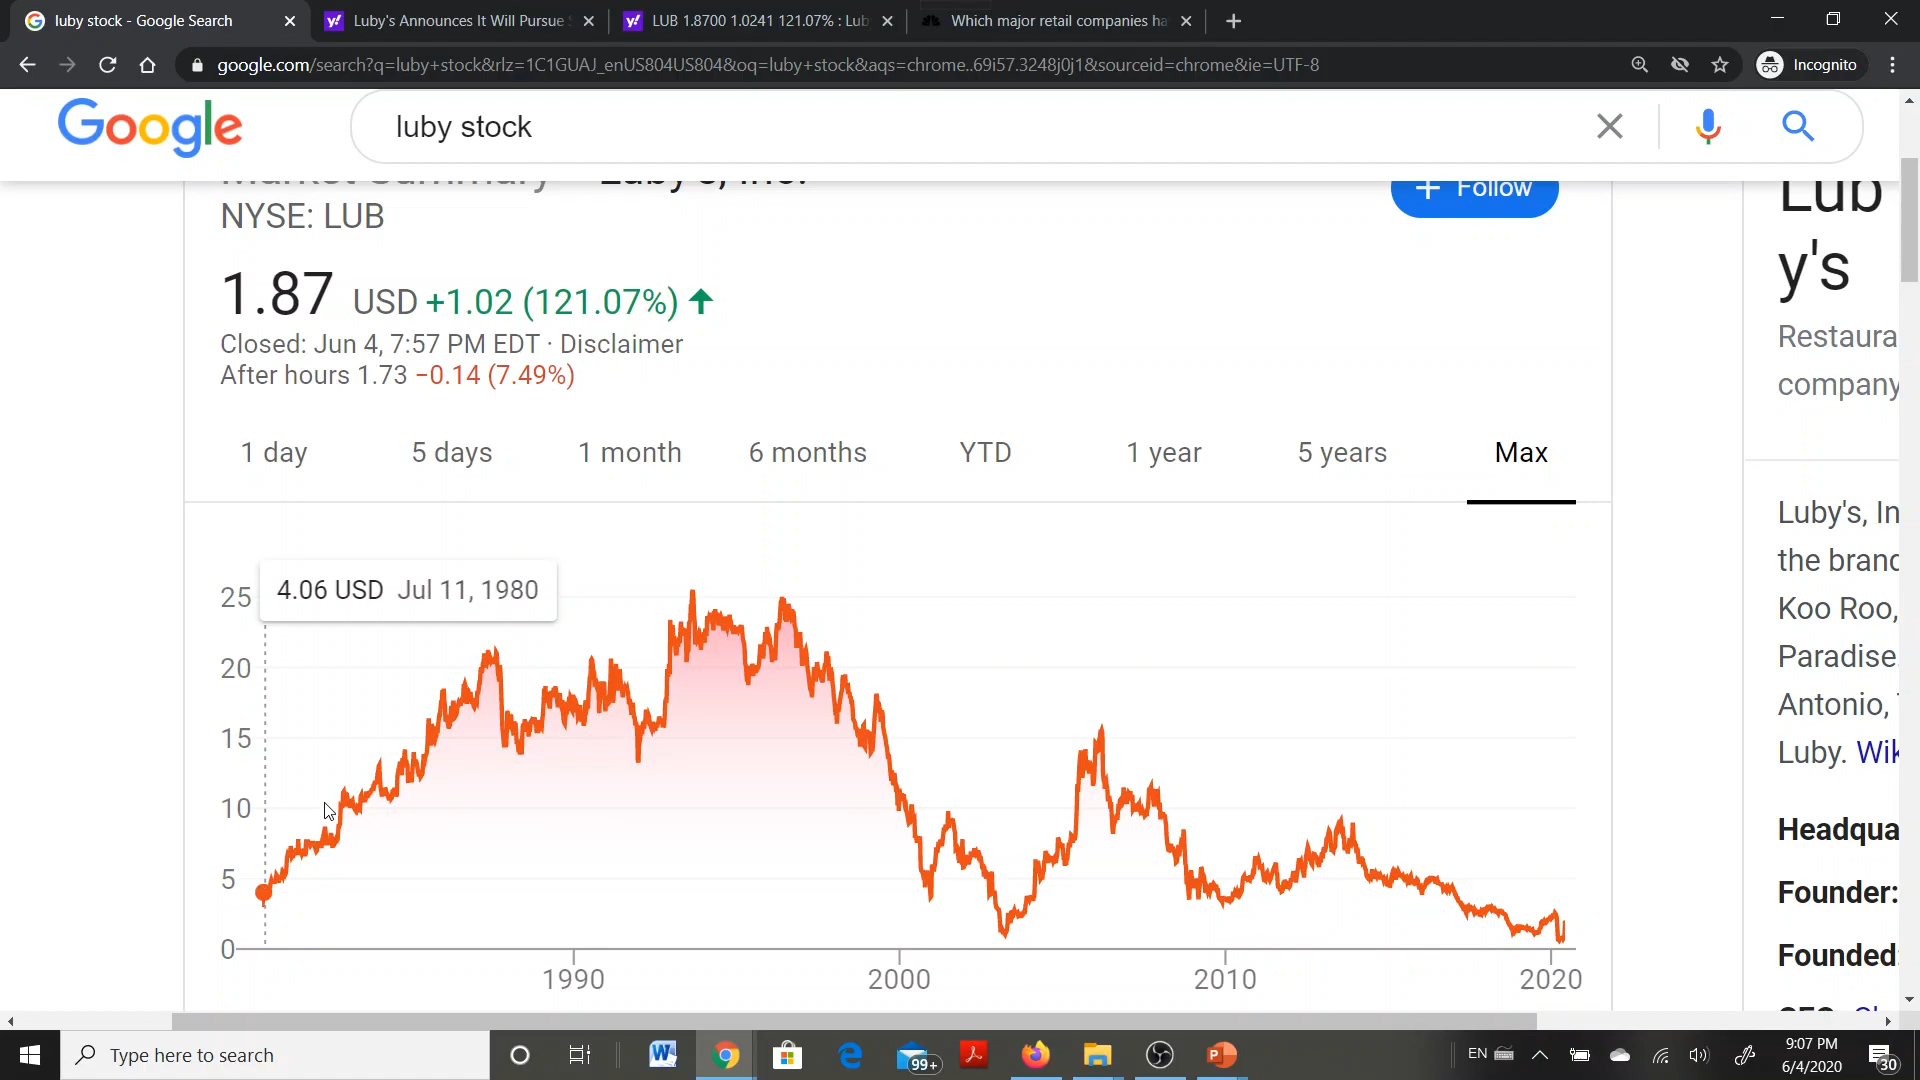 luby stock - Google Search
Luby's Announces It Will Pursue
LUB 1.8700 1.0241 121.07% : Lub
Which major retail companies ha
google.com/search?q=luby+stock&rlz=1C1GUAJ_enUS804US804&oq=luby+stock&aqs=chrome..69i57.3248j0j1&sourceid=chrome&ie=UTF-8
Incognito
Google
luby stock
Market Summary Luby's, Inc.
NYSE: LUB
+ Follow
1.87 USD +1.02 (121.07%)
Closed: Jun 4, 7:57 PM EDT · Disclaimer
After hours 1.73 −0.14 (7.49%)
1 day 5 days 1 month 6 months YTD 1 year 5 years Max
4.06 USD Jul 11, 1980
25
20
15
10
5
0
1990 2000 2010 2020
Lub
y's
Restaura
company
Luby's, In
the brand
Koo Roo,
Paradise.
Antonio,
Luby. Wik
Headqua
Founder:
Founded:
Type here to search
99+
EN
9:07 PM
6/4/2020
30